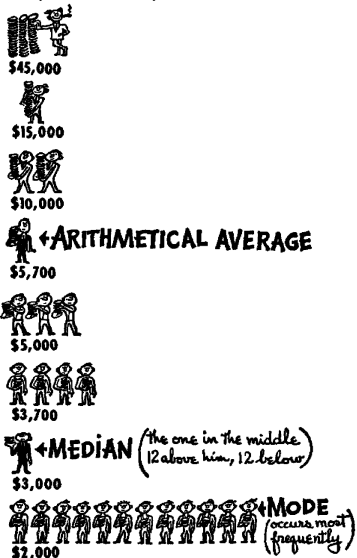 $45,000
$15,000
$10,000
←ARITHMETICAL AVERAGE
$5,700
$5,000
$3,700
←MEDIAN (the one in the middle
12 above him, 12 below)
$3,000
←MODE
(occurs most
frequently)
$2,000